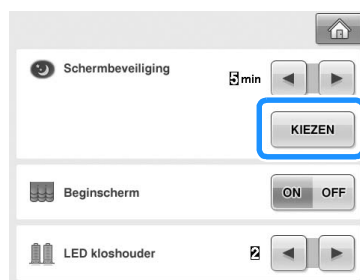 Schermbeveiliging 5 min
KIEZEN
Beginscherm ON OFF
LED kloshouder 2